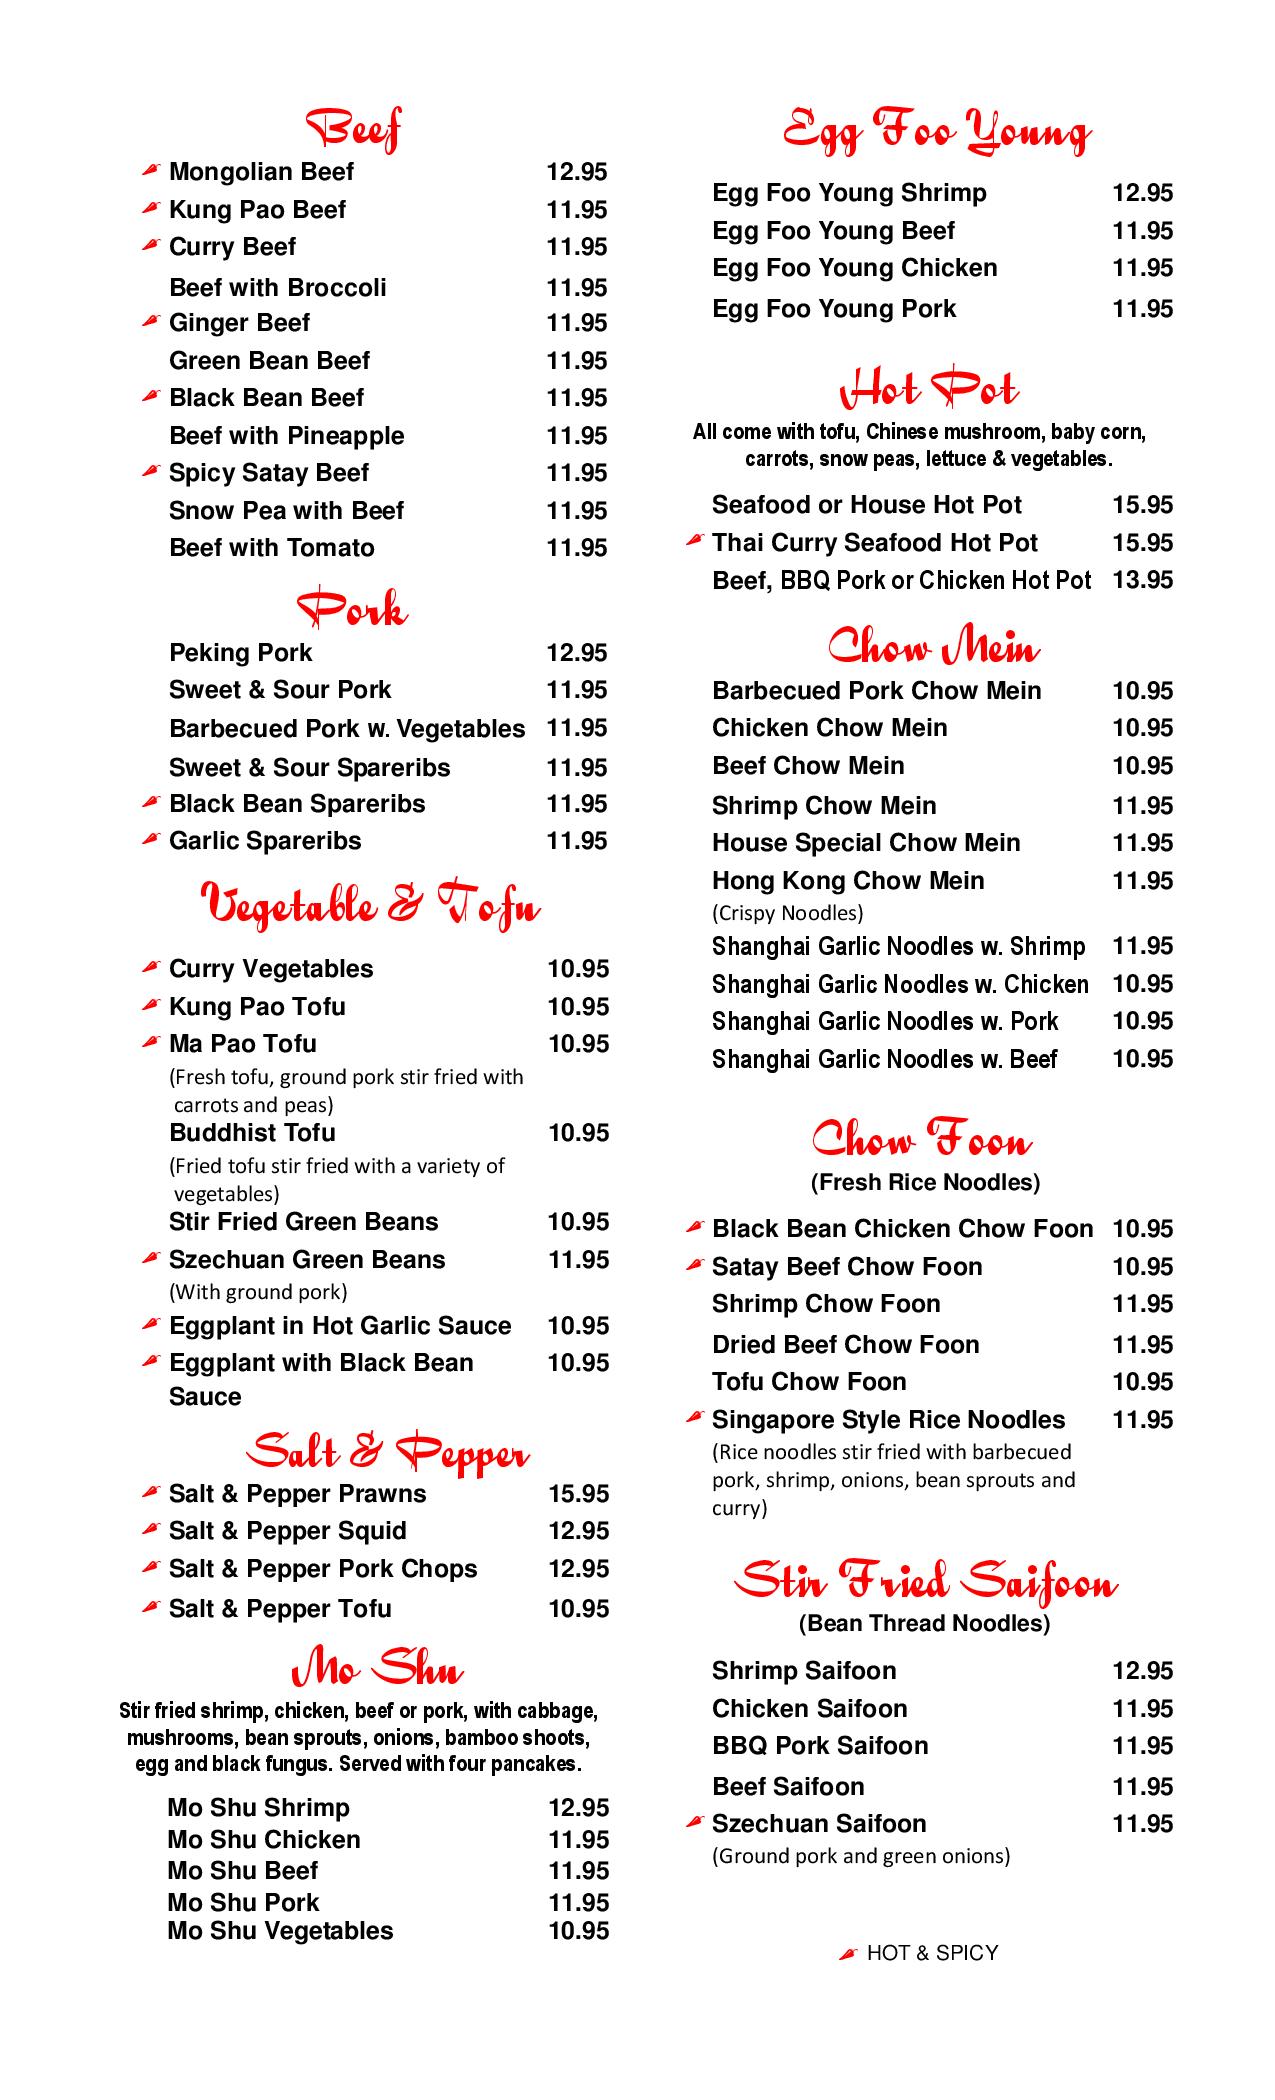 Beef
Mongolian Beef 12.95
Kung Pao Beef 11.95
Curry Beef 11.95
Beef with Broccoli 11.95
Ginger Beef 11.95
Green Bean Beef 11.95
Black Bean Beef 11.95
Beef with Pineapple 11.95
Spicy Satay Beef 11.95
Snow Pea with Beef 11.95
Beef with Tomato 11.95
Pork
Peking Pork 12.95
Sweet & Sour Pork 11.95
Barbecued Pork w. Vegetables 11.95
Sweet & Sour Spareribs 11.95
Black Bean Spareribs 11.95
Garlic Spareribs 11.95
Vegetable & Tofu
Curry Vegetables 10.95
Kung Pao Tofu 10.95
Ma Pao Tofu 10.95
(Fresh tofu, ground pork stir fried with
carrots and peas)
Buddhist Tofu 10.95
(Fried tofu stir fried with a variety of
vegetables)
Stir Fried Green Beans 10.95
Szechuan Green Beans 11.95
(With ground pork)
Eggplant in Hot Garlic Sauce 10.95
Eggplant with Black Bean 10.95
Sauce
Salt & Pepper
Salt & Pepper Prawns 15.95
Salt & Pepper Squid 12.95
Salt & Pepper Pork Chops 12.95
Salt & Pepper Tofu 10.95
Mo Shu
Stir fried shrimp, chicken, beef or pork, with cabbage,
mushrooms, bean sprouts, onions, bamboo shoots,
egg and black fungus. Served with four pancakes.
Mo Shu Shrimp 12.95
Mo Shu Chicken 11.95
Mo Shu Beef 11.95
Mo Shu Pork 11.95
Mo Shu Vegetables 10.95
Egg Foo Young
Egg Foo Young Shrimp 12.95
Egg Foo Young Beef 11.95
Egg Foo Young Chicken 11.95
Egg Foo Young Pork 11.95
Hot Pot
All come with tofu, Chinese mushroom, baby corn,
carrots, snow peas, lettuce & vegetables.
Seafood or House Hot Pot 15.95
Thai Curry Seafood Hot Pot 15.95
Beef, BBQ Pork or Chicken Hot Pot 13.95
Chow Mein
Barbecued Pork Chow Mein 10.95
Chicken Chow Mein 10.95
Beef Chow Mein 10.95
Shrimp Chow Mein 11.95
House Special Chow Mein 11.95
Hong Kong Chow Mein 11.95
(Crispy Noodles)
Shanghai Garlic Noodles w. Shrimp 11.95
Shanghai Garlic Noodles w. Chicken 10.95
Shanghai Garlic Noodles w. Pork 10.95
Shanghai Garlic Noodles w. Beef 10.95
Chow Foon
(Fresh Rice Noodles)
Black Bean Chicken Chow Foon 10.95
Satay Beef Chow Foon 10.95
Shrimp Chow Foon 11.95
Dried Beef Chow Foon 11.95
Tofu Chow Foon 10.95
Singapore Style Rice Noodles 11.95
(Rice noodles stir fried with barbecued
pork, shrimp, onions, bean sprouts and
curry)
Stir Fried Saifoon
(Bean Thread Noodles)
Shrimp Saifoon 12.95
Chicken Saifoon 11.95
BBQ Pork Saifoon 11.95
Beef Saifoon 11.95
Szechuan Saifoon 11.95
(Ground pork and green onions)
HOT & SPICY